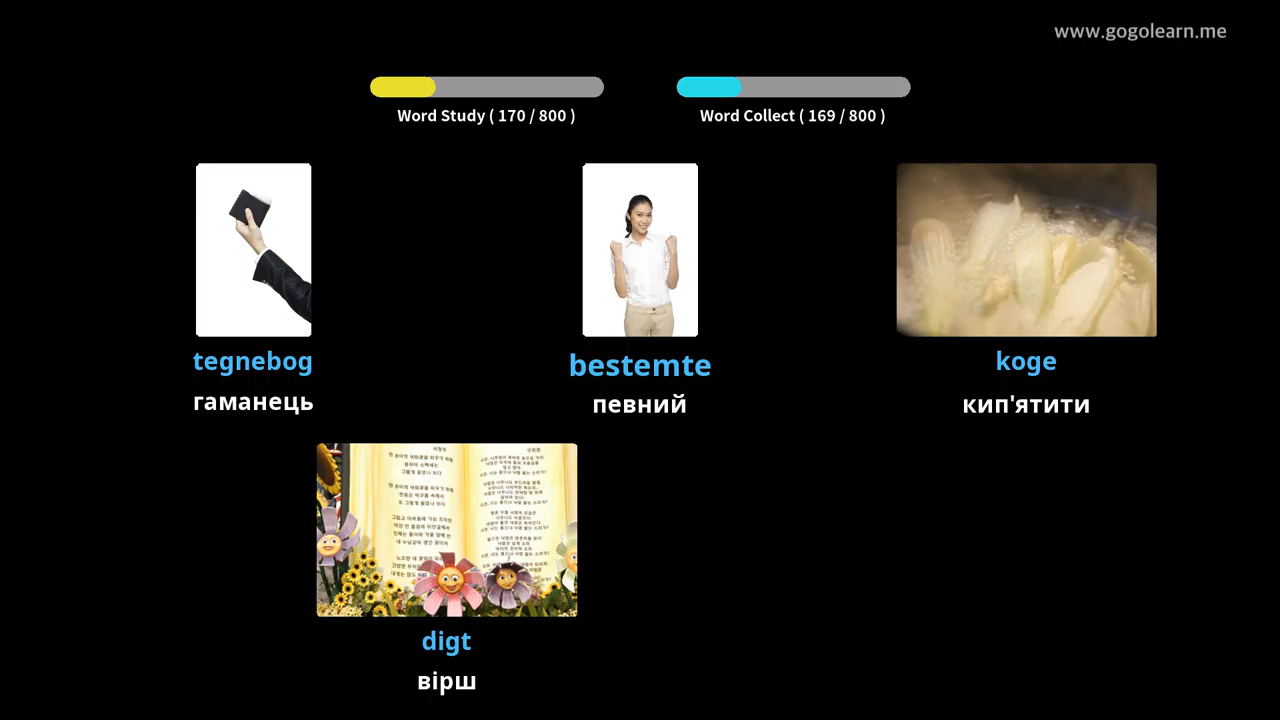 www.gogolearn.me
Word Study ( 170 / 800 )
Word Collect ( 169 / 800 )
tegnebog
bestemte
koge
гаманець
певний
кип'ятити
digt
вірш